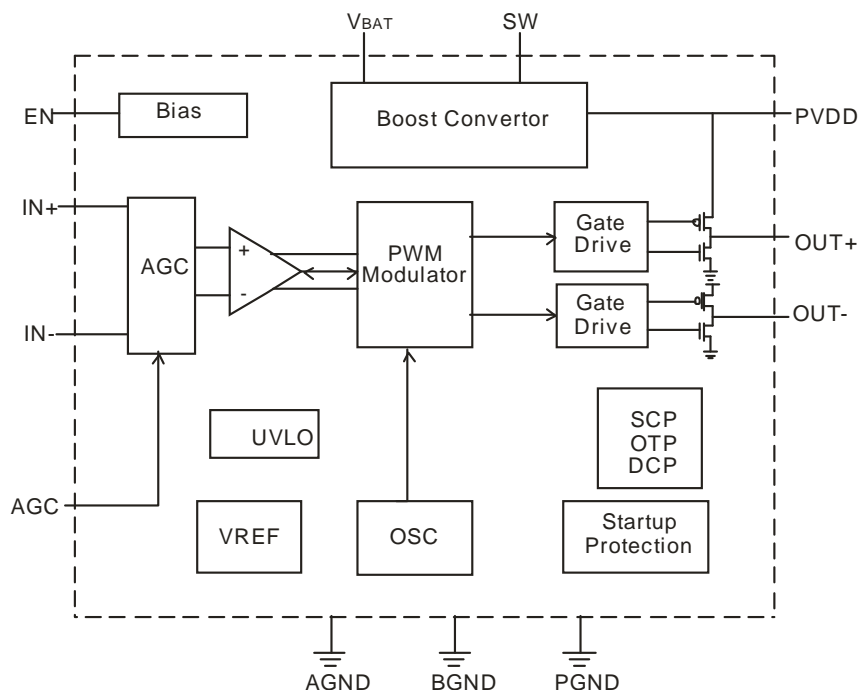 VBAT
SW
EN
Bias
Boost Convertor
PVDD
IN+
AGC
+
-
PWM
Modulator
Gate
Drive
OUT+
IN-
Gate
Drive
OUT-
UVLO
SCP
OTP
DCP
AGC
VREF
OSC
Startup
Protection
AGND
BGND
PGND